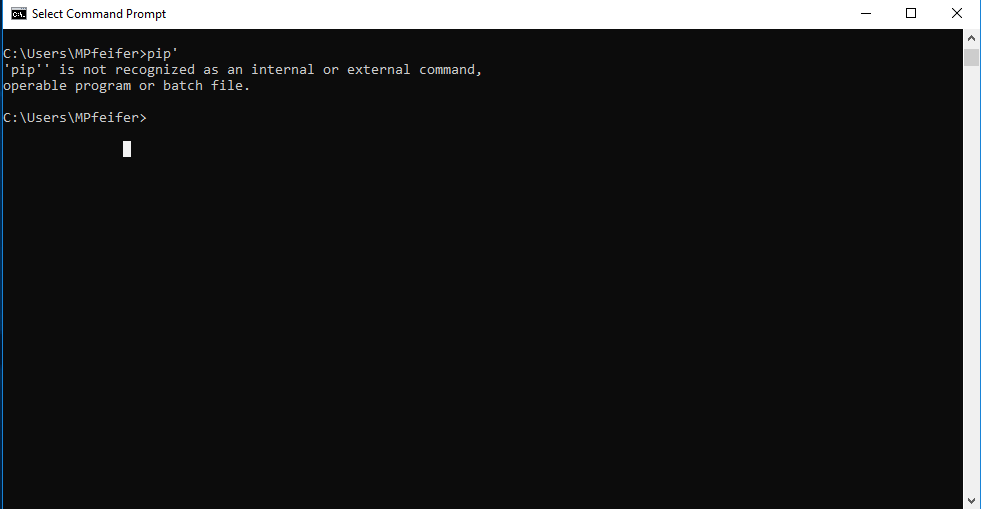 Select Command Prompt
C:\Users\MPfeifer>pip'
'pip'' is not recognized as an internal or external command,
operable program or batch file.
C:\Users\MPfeifer>